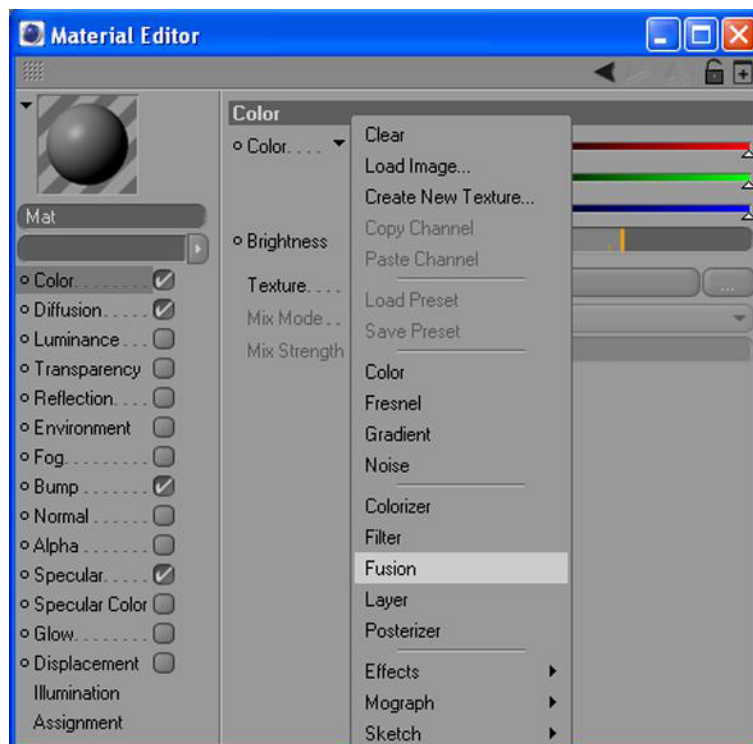 Material Editor
Mat
Color
Diffusion
Luminance
Transparency
Reflection
Environment
Fog
Bump
Normal
Alpha
Specular
Specular Color
Glow
Displacement
Illumination
Assignment
Color
Color
Brightness
Texture
Mix Mode
Mix Strength
...
Clear
Load Image...
Create New Texture...
Copy Channel
Paste Channel
Load Preset
Save Preset
Color
Fresnel
Gradient
Noise
Colorizer
Filter
Fusion
Layer
Posterizer
Effects
Mograph
Sketch